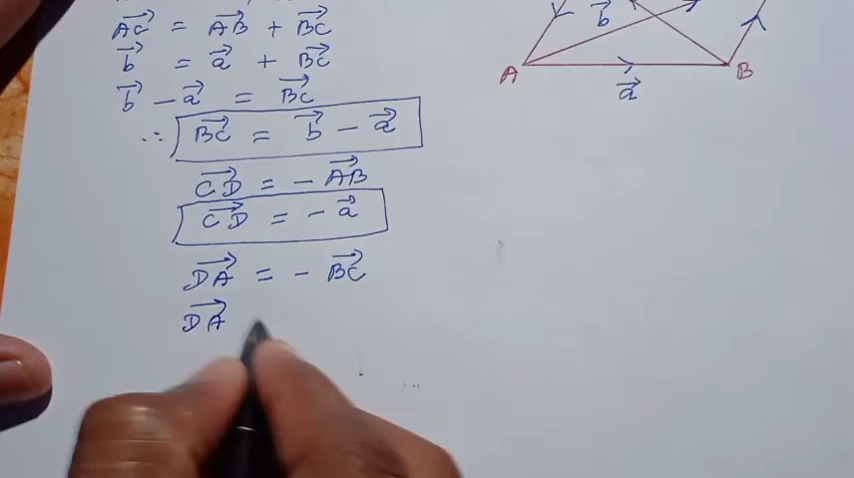 AC⃗ = AB⃗ + BC⃗
b⃗ = a⃗ + BC⃗
b⃗ - a⃗ = BC⃗
∴ BC⃗ = b⃗ - a⃗
CD⃗ = - AB⃗
CD⃗ = - a⃗
DA⃗ = - BC⃗
DA⃗
b⃗
A
B
a⃗